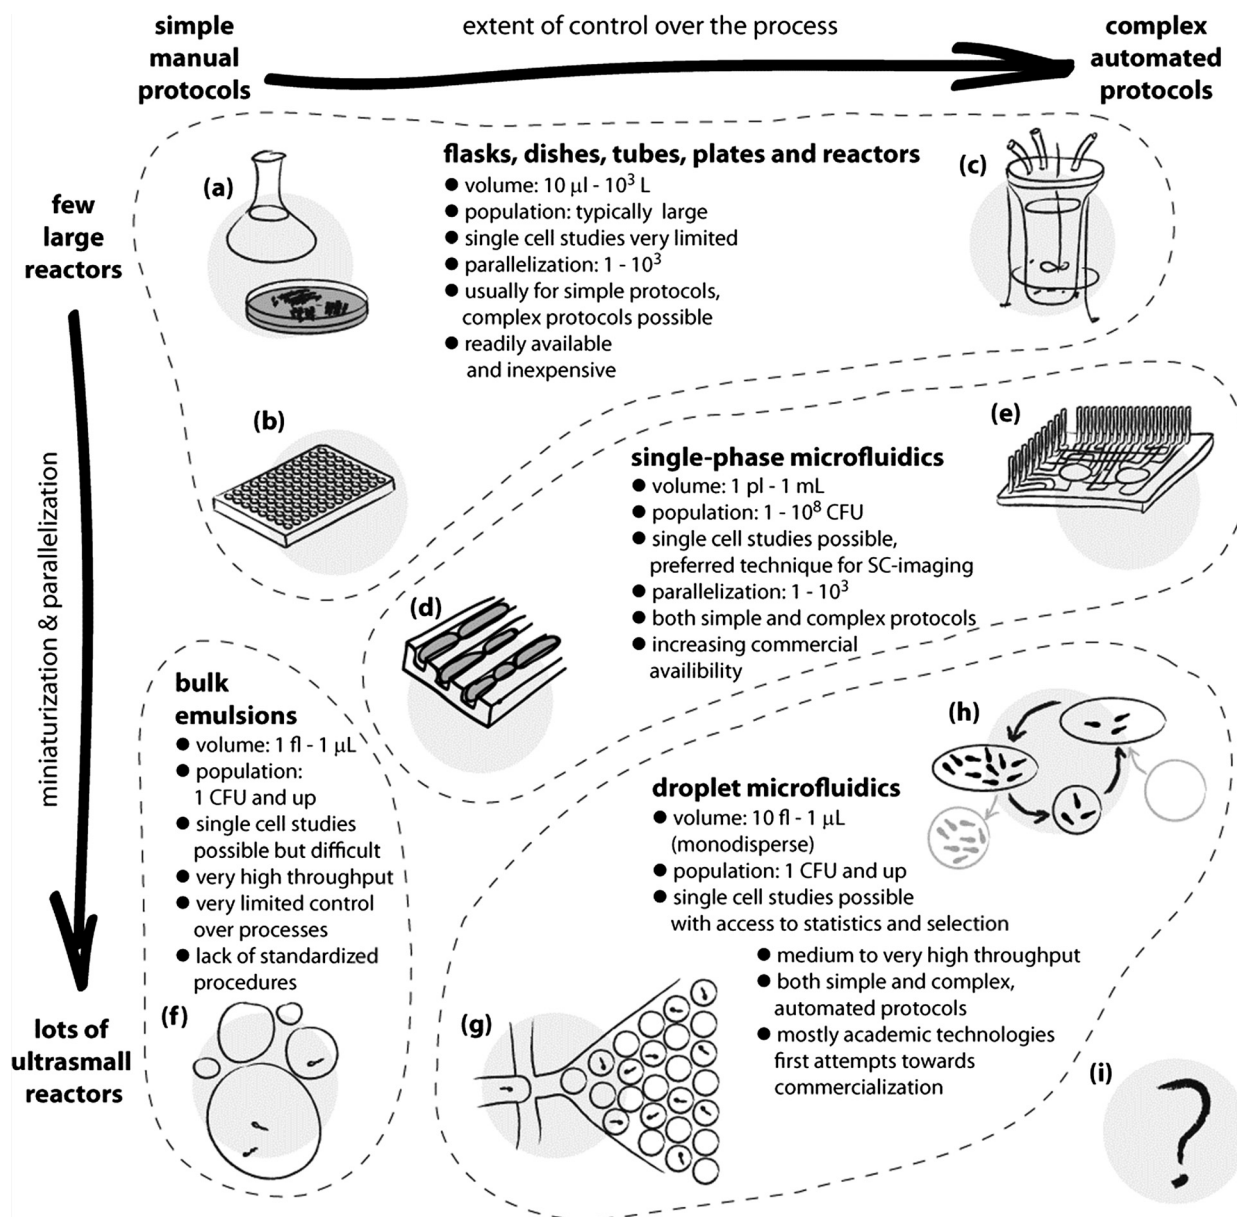 simple
manual
protocols
extent of control over the process
complex
automated
protocols
few
large
reactors
miniaturization & parallelization
lots of
ultrasmall
reactors
(a)
flasks, dishes, tubes, plates and reactors
● volume: 10 μl - 10³ L
● population: typically large
● single cell studies very limited
● parallelization: 1 - 10³
● usually for simple protocols,
complex protocols possible
● readily available
and inexpensive
(c)
(b)
(e)
single-phase microfluidics
● volume: 1 pl - 1 mL
● population: 1 - 10⁸ CFU
● single cell studies possible,
preferred technique for SC-imaging
● parallelization: 1 - 10³
● both simple and complex protocols
● increasing commercial
availibility
(d)
bulk
emulsions
● volume: 1 fl - 1 μL
● population:
1 CFU and up
● single cell studies
possible but difficult
● very high throughput
● very limited control
over processes
● lack of standardized
procedures
(f)
(h)
droplet microfluidics
● volume: 10 fl - 1 μL
(monodisperse)
● population: 1 CFU and up
● single cell studies possible
with access to statistics and selection
● medium to very high throughput
● both simple and complex,
automated protocols
● mostly academic technologies
first attempts towards
commercialization
(g)
(i)
?